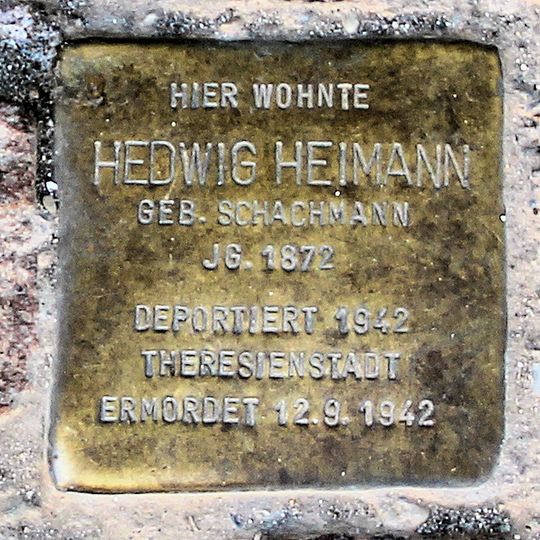 HIER WOHNTE
HEDWIG HEIMANN
GEB. SCHACHMANN
JG. 1872
DEPORTIERT 1942
THERESIENSTADT
ERMORDET 12.9.1942